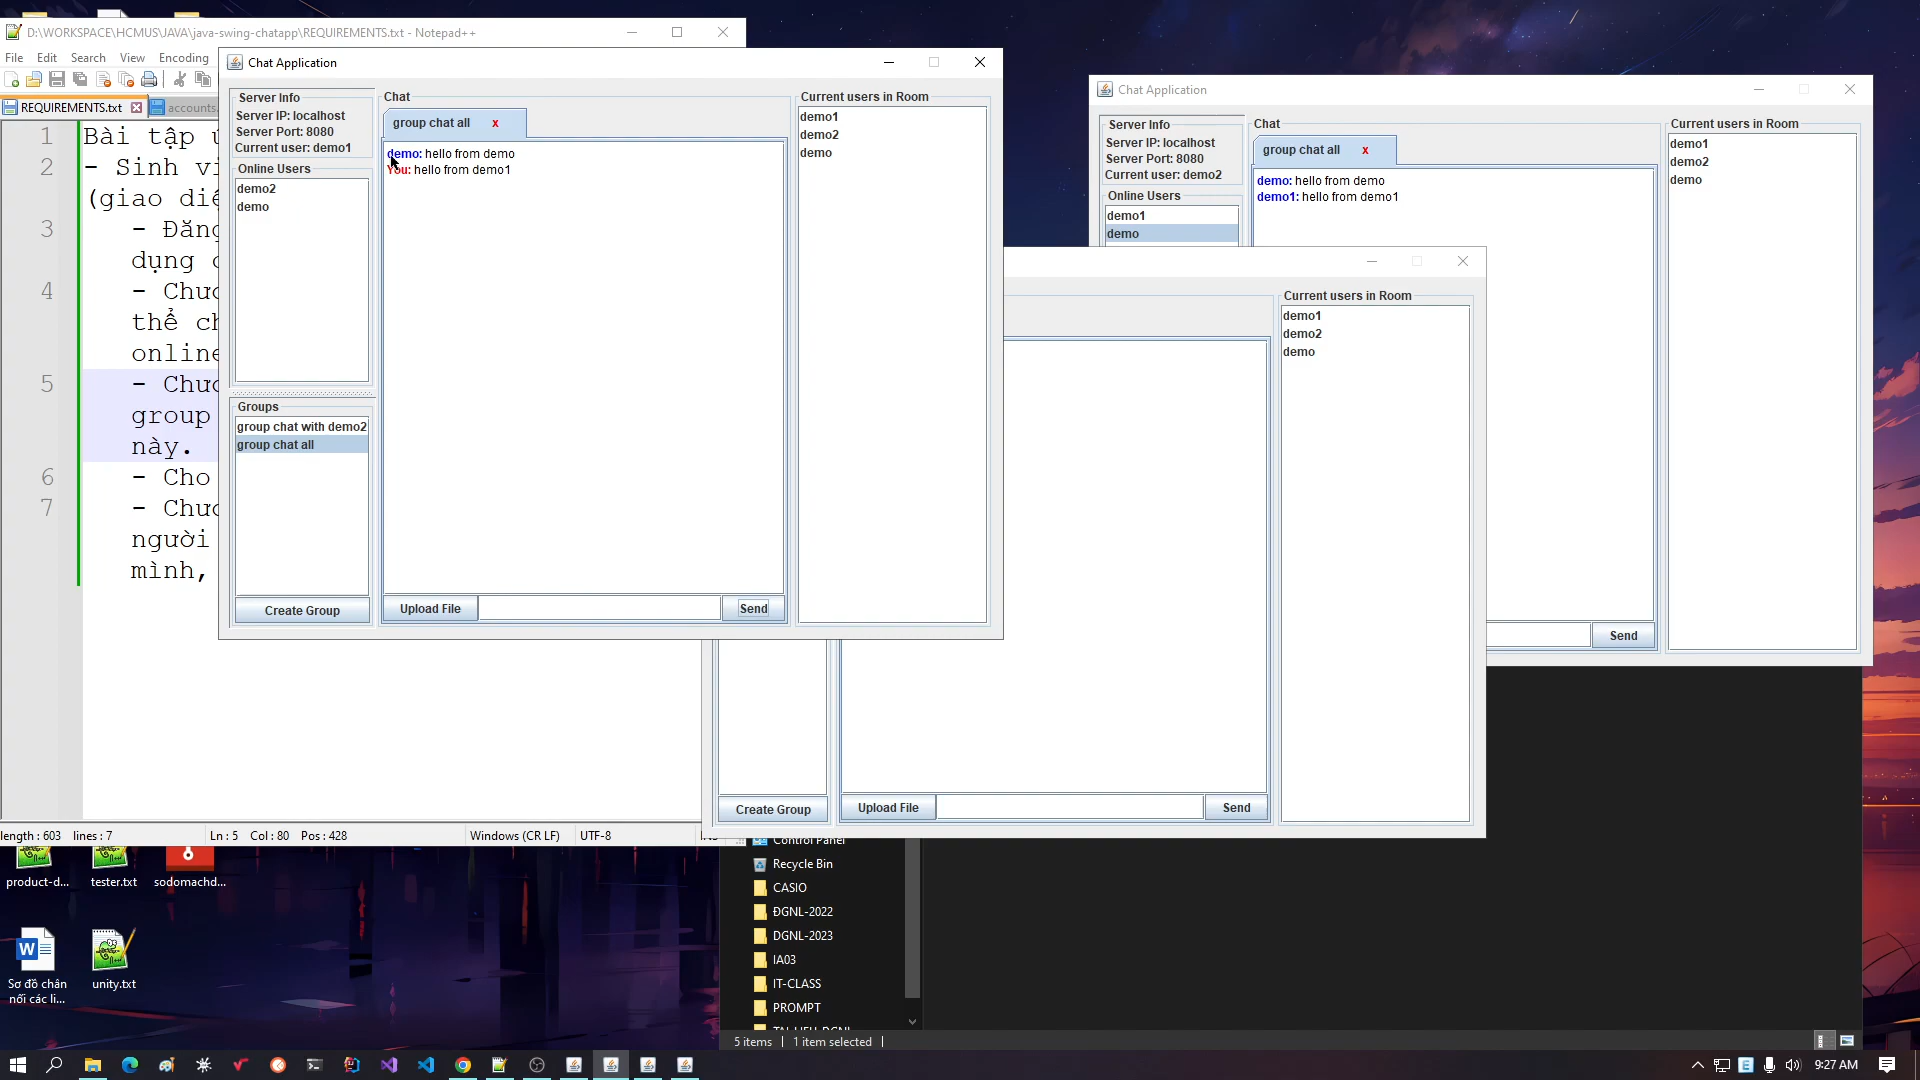 D:\WORKSPACE\HCMUS\JAVA\java-swing-chatapp\REQUIREMENTS.txt - Notepad++
File Edit Search View Encoding
REQUIREMENTS.txt
accounts.
1 Bài tập
2 - Sinh
(giao
3 -
dụng
4 -
thể
online
5 -
group
này.
6 - Cho
7 -
người
mình,
length : 603 lines : 7 Ln : 5 Col : 80 Pos : 428 Windows (CR LF) UTF-8
Chat Application
Server Info
Server IP: localhost
Server Port: 8080
Current user: demo1
Online Users
demo2
demo
Groups
group chat with demo2
group chat all
Create Group
Chat
group chat all x
demo: hello from demo
You: hello from demo1
Upload File
Send
Current users in Room
demo1
demo2
demo
Chat Application
Server Info
Server IP: localhost
Server Port: 8080
Current user: demo2
Online Users
demo1
demo
Chat
group chat all x
demo: hello from demo
demo1: hello from demo1
Send
Current users in Room
demo1
demo2
demo
Current users in Room
demo1
demo2
demo
Create Group
Upload File
Send
Control Panel
Recycle Bin
CASIO
ĐGNL-2022
DGNL-2023
IA03
IT-CLASS
PROMPT
5 items 1 item selected
product-d...
tester.txt
sodomachd...
Sơ đồ chân
nối các li...
unity.txt
9:27 AM